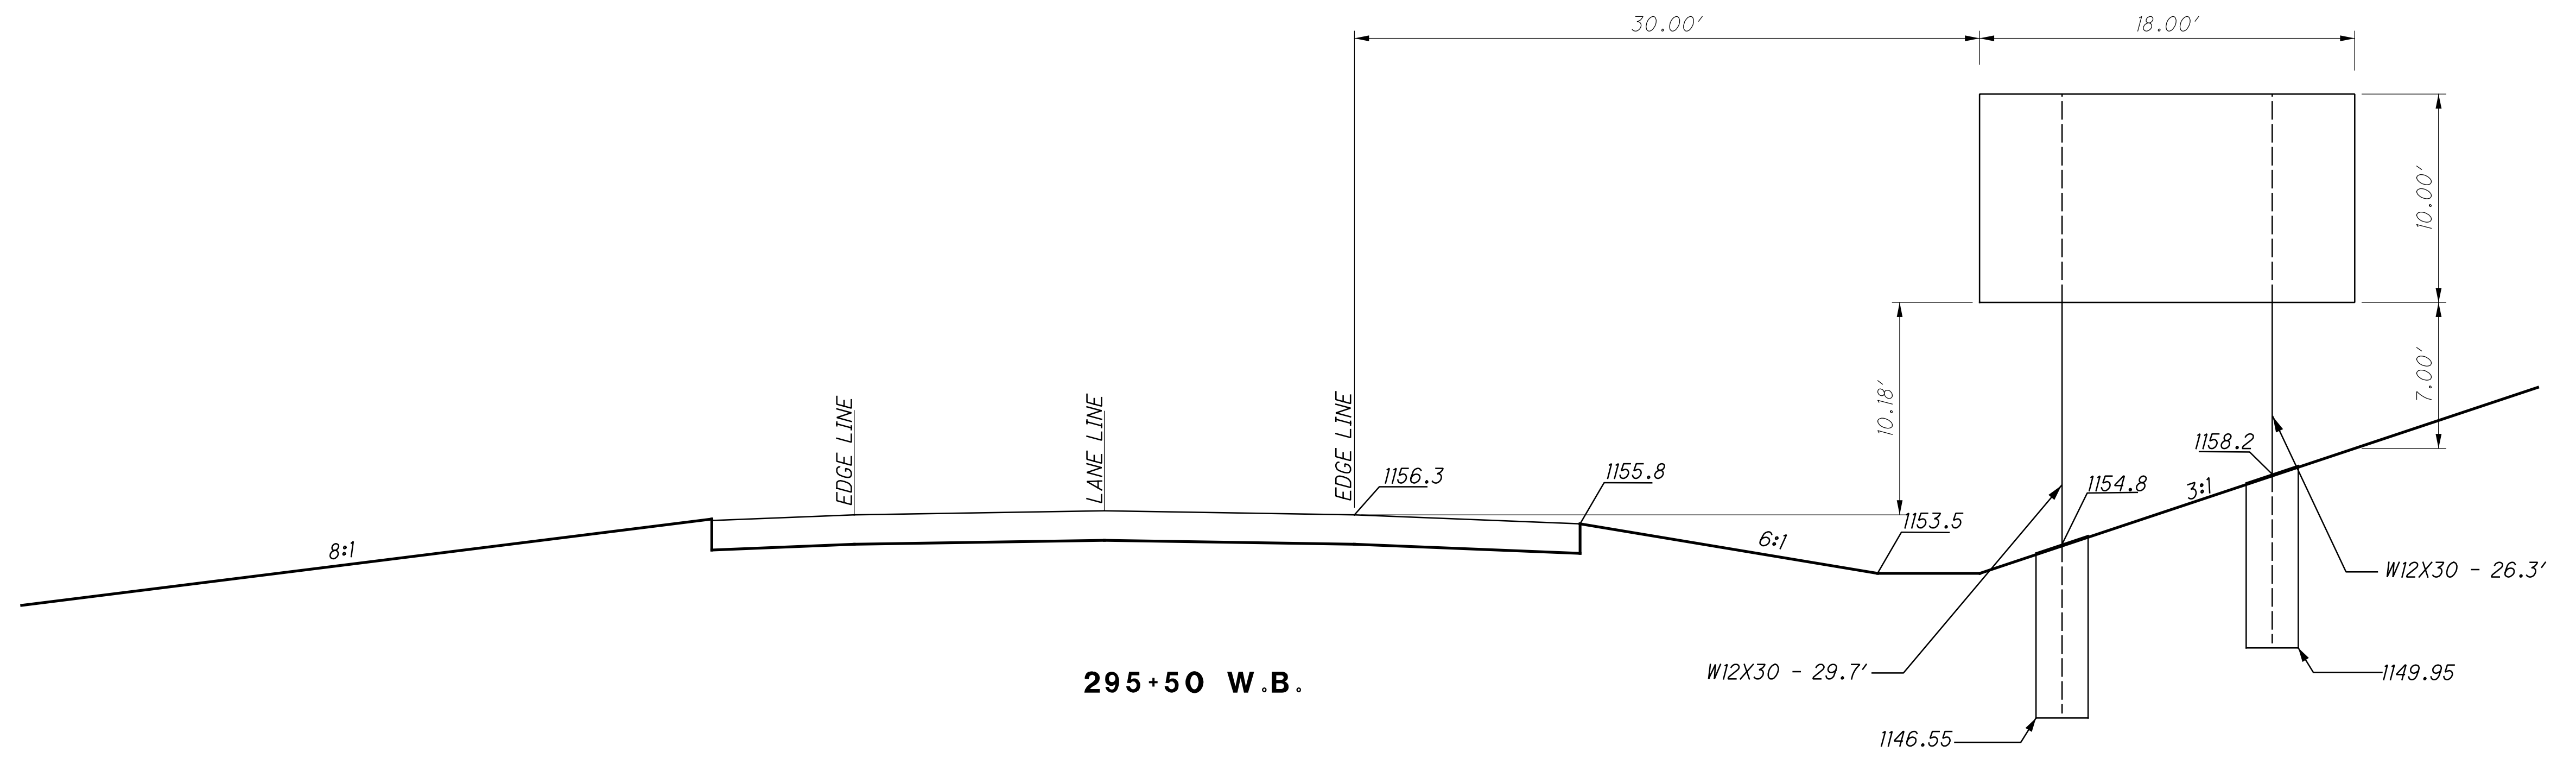 30.00'
18.00'
10.00'
7.00'
10.18'
EDGE LINE
LANE LINE
EDGE LINE
1156.3
1155.8
1158.2
1154.8
1153.5
3:1
8:1
6:1
W12X30 - 26.3'
W12X30 - 29.7'
295+50 W.B.
1149.95
1146.55